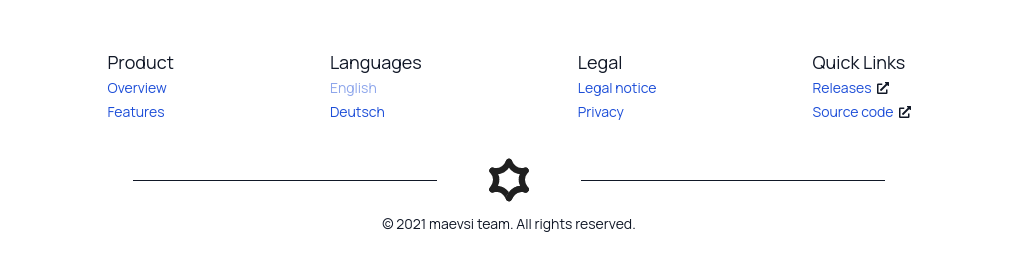 Product
Overview
Features
Languages
English
Deutsch
Legal
Legal notice
Privacy
Quick Links
Releases
Source code
© 2021 maevsi team. All rights reserved.